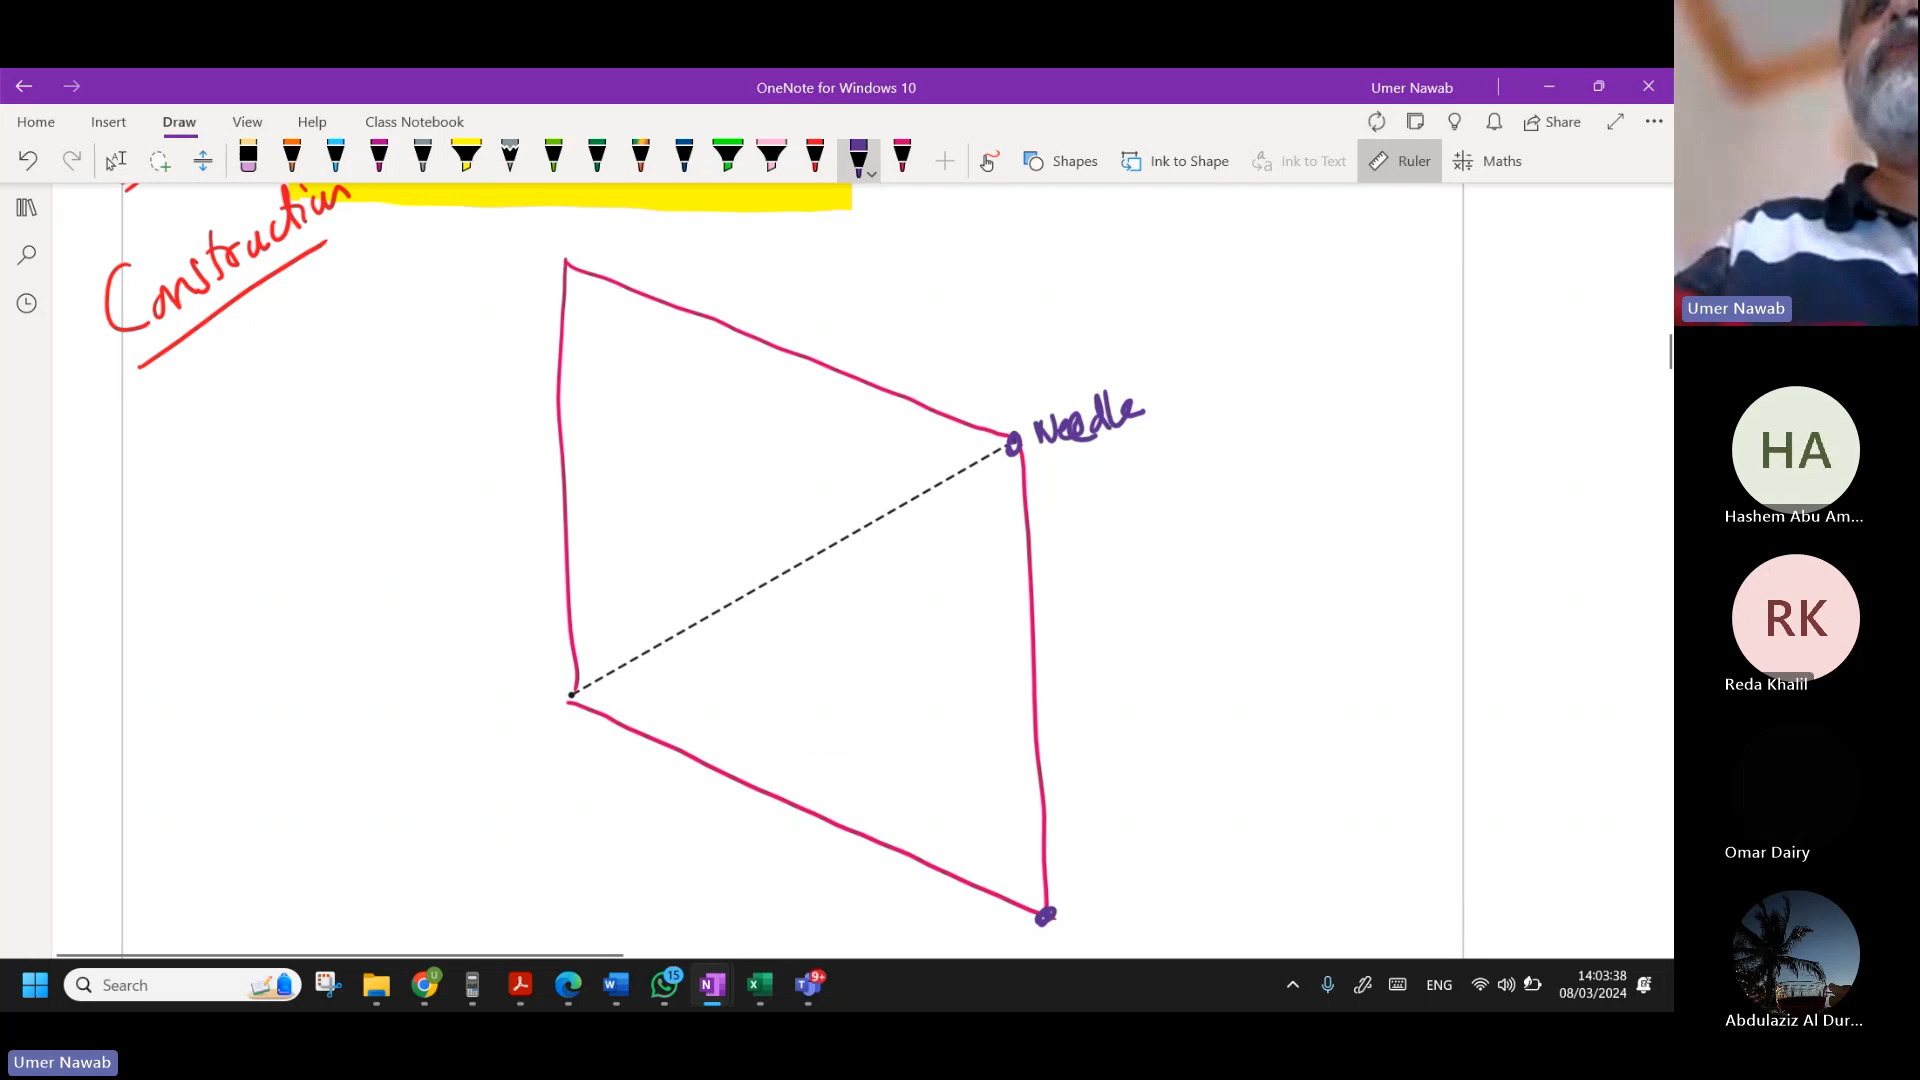 OneNote for Windows 10
Umer Nawab
Home
Insert
Draw
View
Help
Class Notebook
Share
Shapes
Ink to Shape
Ink to Text
Ruler
Maths
Construction
Needle
Umer Nawab
HA
Hashem Abu Am...
RK
Reda Khalil
Omar Dairy
Abdulaziz Al Dur...
Search
U
15
9+
ENG
14:03:38
08/03/2024
Umer Nawab